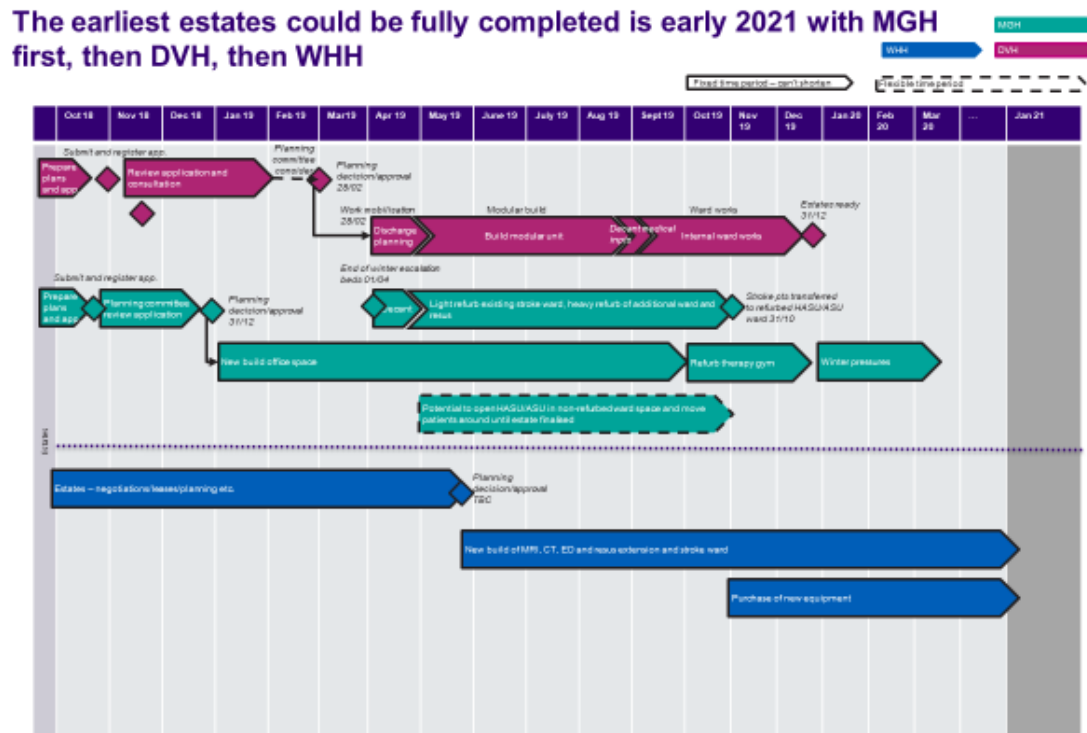 The earliest estates could be fully completed is early 2021 with MGH
first, then DVH, then WHH
MGH
WHH
DVH
Fixed time period – can't shorten
Flexible time period
Oct 18
Nov 18
Dec 18
Jan 19
Feb 19
Mar19
Apr 19
May 19
June 19
July 19
Aug 19
Sept 19
Oct 19
Nov
19
Dec
19
Jan 20
Feb
20
Mar
20
...
Jan 21
Submit and register app.
Planning
committee
consider
Prepare
plans
and app
Review application and
consultation
Planning
decision/approval
28/02
Work mobilization
28/02
Modular build
Ward works
Estates ready
31/12
Discharge
planning
Build modular unit
Decant medical
inpts
Internal ward works
Submit and register app.
End of winter escalation
beds 01/04
Prepare
plans
and app
Planning committee
review application
Planning
decision/approval
31/12
Decant
Light refurb existing stroke ward, heavy refurb of additional ward and
resus
Stroke pts transferred
to refurbed HASU/ASU
ward 31/10
New build office space
Refurb therapy gym
Winter pressures
Potential to open HASU/ASU in non-refurbed ward space and move
patients around until estate finalised
Estates
Estates – negotiations/leases/planning etc.
Planning
decision/approval
TBC
New build of MRI, CT, ED and resus extension and stroke ward
Purchase of new equipment